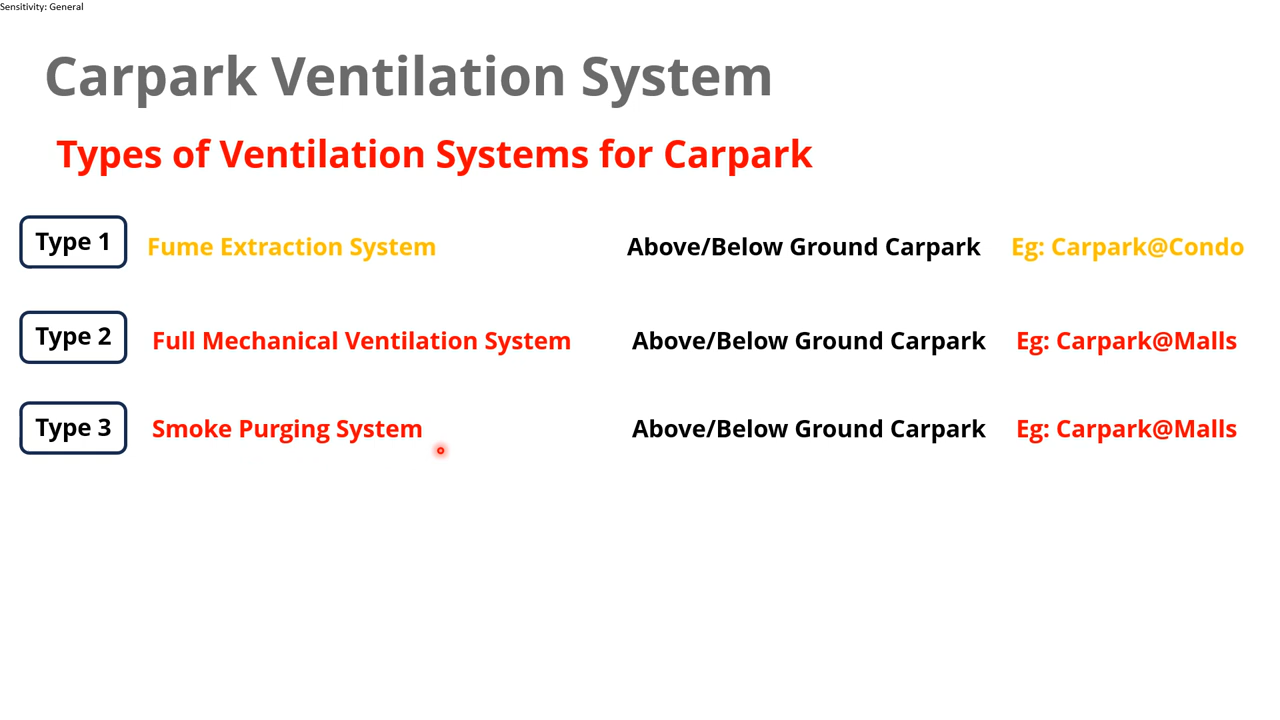 Sensitivity: General
Carpark Ventilation System
Types of Ventilation Systems for Carpark
Type 1 Fume Extraction System Above/Below Ground Carpark Eg: Carpark@Condo
Type 2 Full Mechanical Ventilation System Above/Below Ground Carpark Eg: Carpark@Malls
Type 3 Smoke Purging System Above/Below Ground Carpark Eg: Carpark@Malls